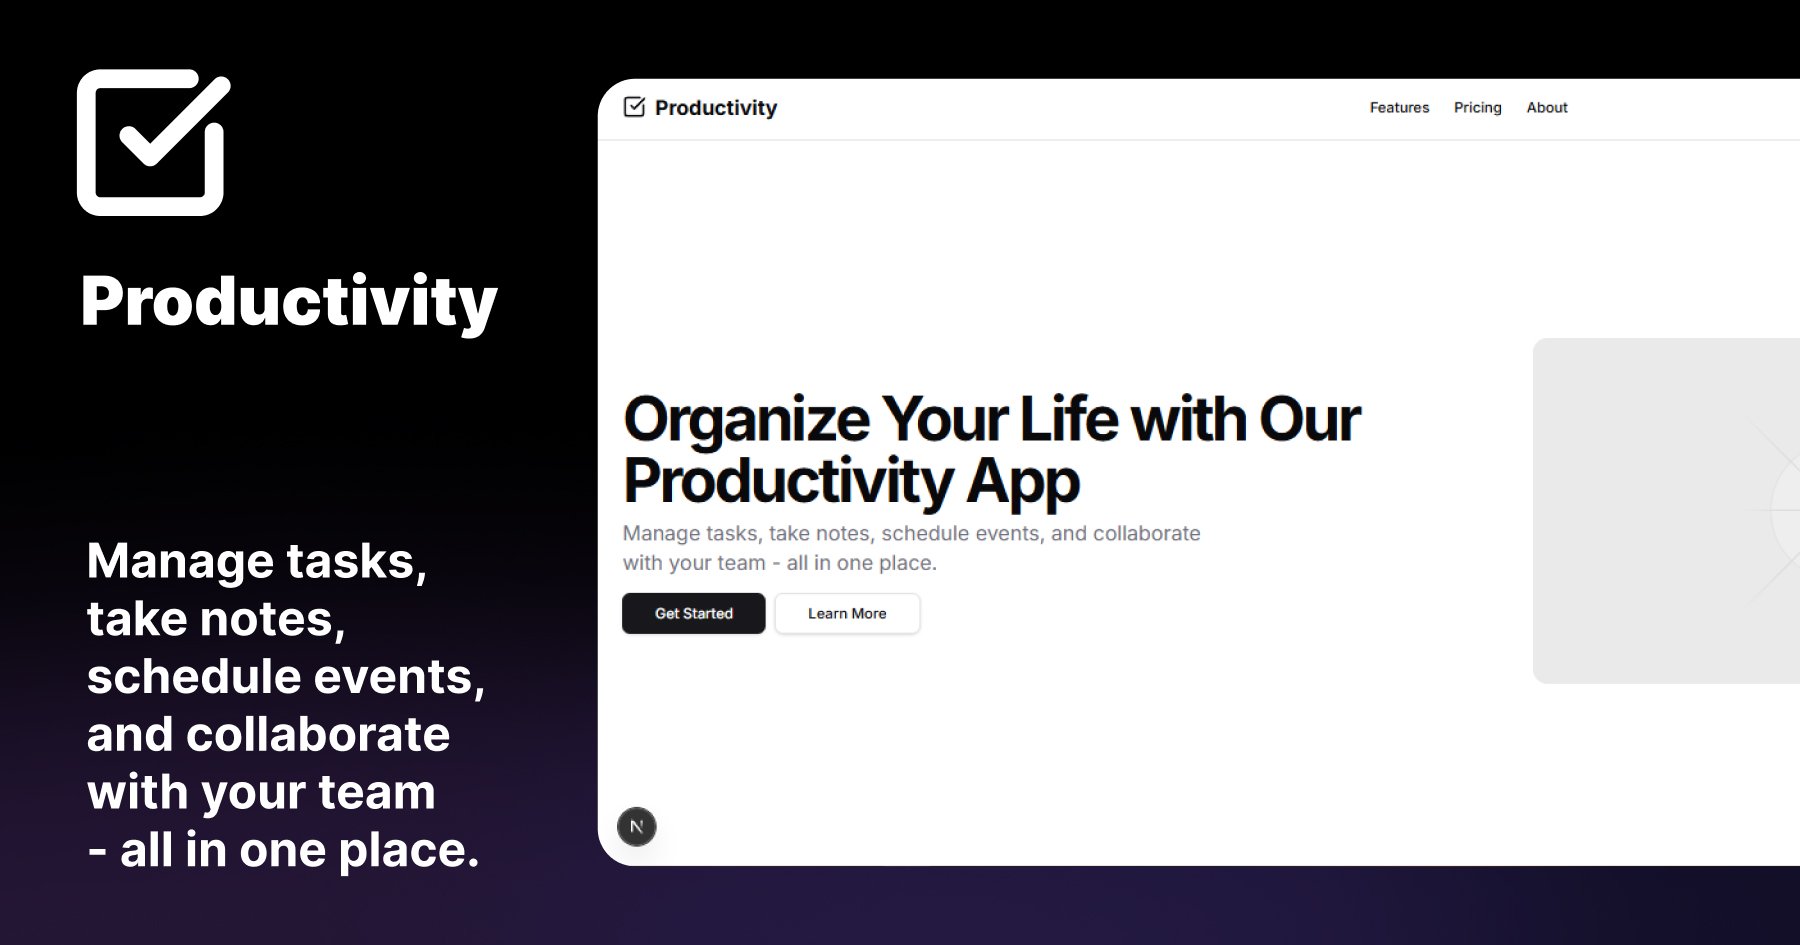 Productivity
Manage tasks,
take notes,
schedule events,
and collaborate
with your team
- all in one place.
Productivity
Features
Pricing
About
Organize Your Life with Our
Productivity App
Manage tasks, take notes, schedule events, and collaborate
with your team - all in one place.
Get Started
Learn More
N